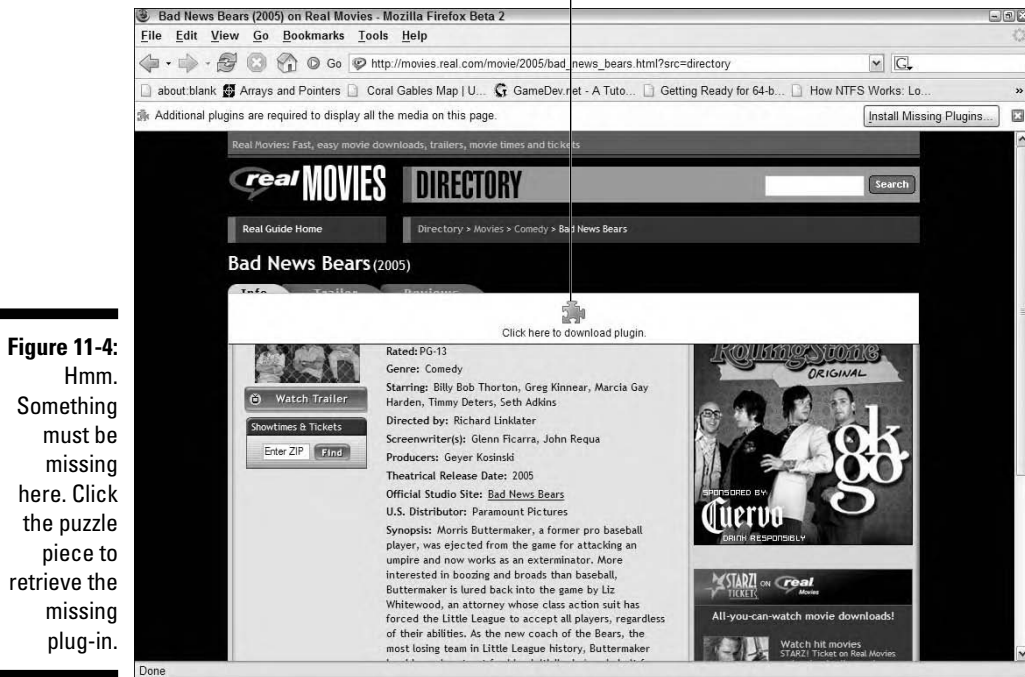 Bad News Bears (2005) on Real Movies - Mozilla Firefox Beta 2
File Edit View Go Bookmarks Tools Help
Go http://movies.real.com/movie/2005/bad_news_bears.html?src=directory G,
about:blank Arrays and Pointers Coral Gables Map | U... GameDev.net - A Tuto... Getting Ready for 64-b... How NTFS Works: Lo... »
Additional plugins are required to display all the media on this page. Install Missing Plugins...
Real Movies: Fast, easy movie downloads, trailers, movie times and tickets
real MOVIES DIRECTORY Search
Real Guide Home Directory > Movies > Comedy > Bad News Bears
Bad News Bears (2005)
Info Trailer Reviews
Click here to download plugin.
Watch Trailer
Showtimes & Tickets
Enter ZIP Find
Rated: PG-13
Genre: Comedy
Starring: Billy Bob Thorton, Greg Kinnear, Marcia Gay
Harden, Timmy Deters, Seth Adkins
Directed by: Richard Linklater
Screenwriter(s): Glenn Ficarra, John Requa
Producers: Geyer Kosinski
Theatrical Release Date: 2005
Official Studio Site: Bad News Bears
U.S. Distributor: Paramount Pictures
Synopsis: Morris Buttermaker, a former pro baseball
player, was ejected from the game for attacking an
umpire and now works as an exterminator. More
interested in boozing and broads than baseball,
Buttermaker is lured back into the game by Liz
Whitewood, an attorney whose class action suit has
forced the Little League to accept all players, regardless
of their abilities. As the new coach of the Bears, the
most losing team in Little League history, Buttermaker
RollingStone
ORIGINAL
ok
go
SPONSORED BY:
Cuervo
DRINK RESPONSIBLY
STARZ! TICKET ON real Movies
All-you-can-watch movie downloads!
Watch hit movies
STARZ! Ticket on Real Movies
Done
Figure 11-4:
Hmm.
Something
must be
missing
here. Click
the puzzle
piece to
retrieve the
missing
plug-in.